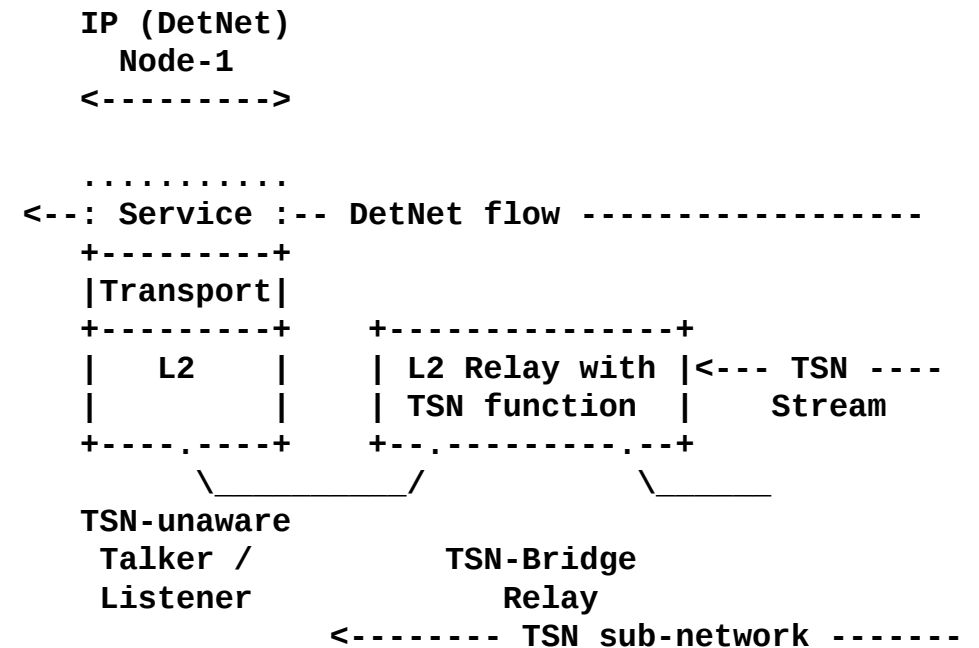 IP (DetNet)
Node-1
<--------->
...........
<--: Service :-- DetNet flow ------------------
+---------+
|Transport|
+---------+    +---------------+
|   L2    |    | L2 Relay with |<--- TSN ----
|         |    | TSN function  |    Stream
+----.----+    +--.---------.--+
\__________/           \______
TSN-unaware
Talker /          TSN-Bridge
Listener             Relay
<-------- TSN sub-network -------